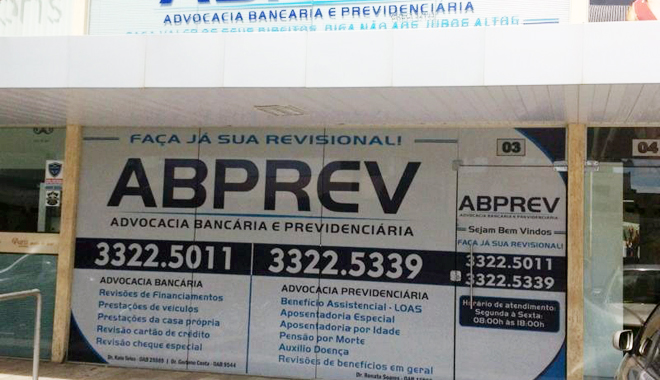 ADVOCACIA BANCÁRIA E PREVIDENCIÁRIA
FAÇA JÁ SUA REVISIONAL!
ABPREV
ADVOCACIA BANCÁRIA E PREVIDENCIÁRIA
3322.5011
3322.5339
ADVOCACIA BANCÁRIA
Revisões de Financiamentos
Prestações de veículos
Prestações da casa própria
Revisão cartão de crédito
Revisão cheque especial
ADVOCACIA PREVIDENCIÁRIA
Benefício Assistencial - LOAS
Aposentadoria Especial
Aposentadoria por Idade
Pensão por Morte
Auxílio Doença
Revisões de benefícios em geral
03
ABPREV
ADVOCACIA BANCÁRIA E PREVIDENCIÁRIA
Sejam Bem Vindos
FAÇA JÁ SUA REVISIONAL!
3322.5011
3322.5339
Horário de atendimento:
Segunda à Sexta:
08:00h às 18:00h
04